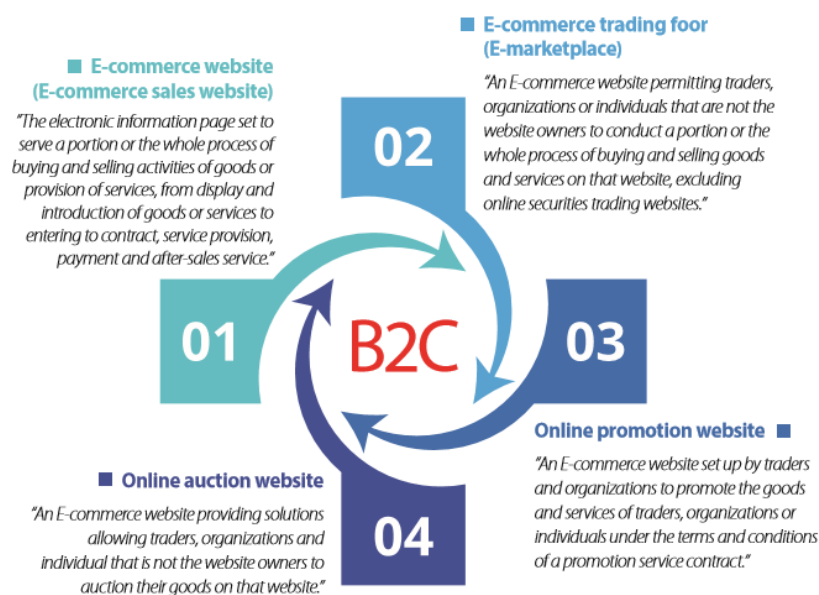 E-commerce website
(E-commerce sales website)
"The electronic information page set to
serve a portion or the whole process of
buying and selling activities of goods or
provision of services, from display and
introduction of goods or services to
entering to contract, service provision,
payment and after-sales service."
01
E-commerce trading foor
(E-marketplace)
"An E-commerce website permitting traders,
organizations or individuals that are not the
website owners to conduct a portion or the
whole process of buying and selling goods
and services on that website, excluding
online securities trading websites."
02
B2C
03
Online promotion website
"An E-commerce website set up by traders
and organizations to promote the goods
and services of traders, organizations or
individuals under the terms and conditions
of a promotion service contract."
Online auction website
"An E-commerce website providing solutions
allowing traders, organizations and
individual that is not the website owners to
auction their goods on that website."
04